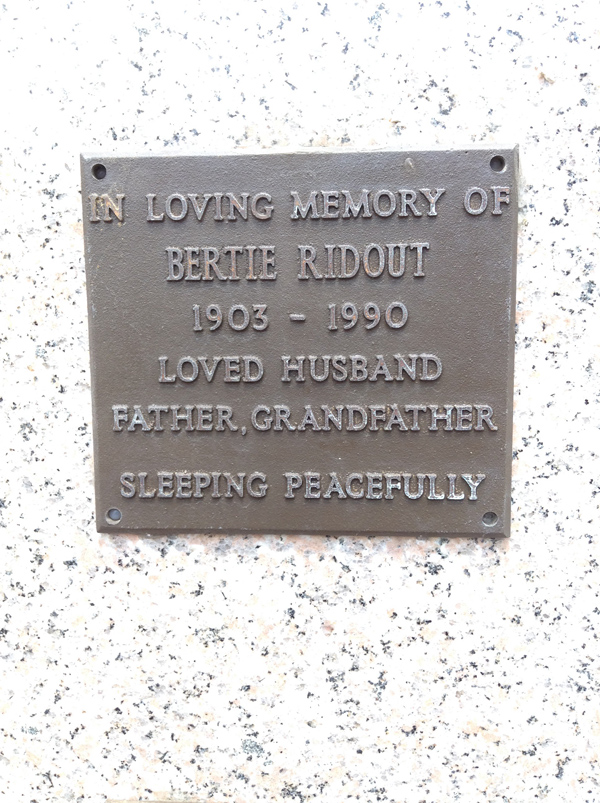 IN LOVING MEMORY OF
BERTIE RIDOUT
1903 - 1990
LOVED HUSBAND
FATHER, GRANDFATHER
SLEEPING PEACEFULLY